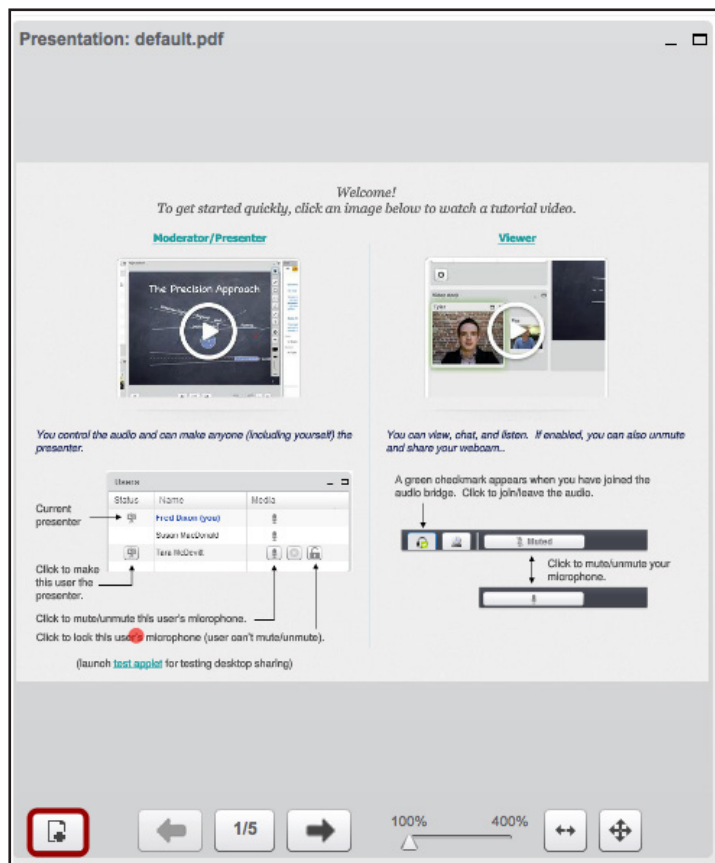 Presentation: default.pdf
Welcome!
To get started quickly, click an image below to watch a tutorial video.
Moderator/Presenter
Viewer
The Precision Approach
You control the audio and can make anyone (including yourself) the
presenter.
You can view, chat, and listen. If enabled, you can also unmute
and share your webcam..
Users
Status Name Media
Current
presenter
Fred Dixon (you)
Susan MacDonald
Tara McDevitt
Click to make
this user the
presenter.
Click to mute/unmute this user's microphone.
Click to lock this user's microphone (user can't mute/unmute).
(launch test applet for testing desktop sharing)
A green checkmark appears when you have joined the
audio bridge. Click to join/leave the audio.
Muted
Click to mute/unmute your
microphone.
1/5
100% 400%